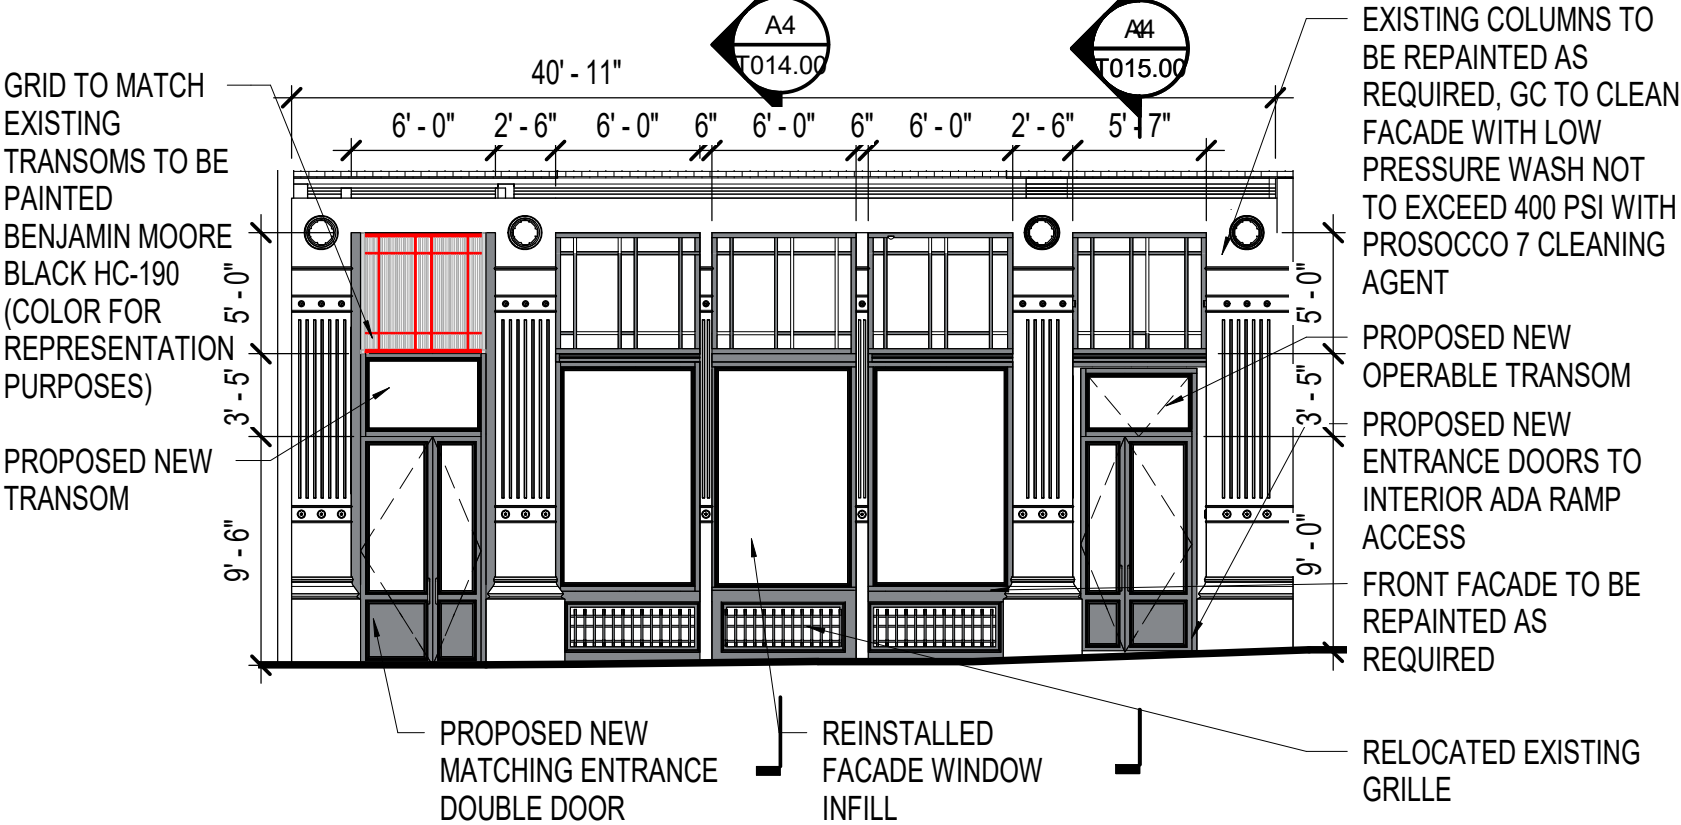 A4
T014.00
A4
T015.00
40' - 11"
6' - 0"
2' - 6"
6' - 0"
6"
6' - 0"
6"
6' - 0"
2' - 6"
5' - 7"
GRID TO MATCH
EXISTING
TRANSOMS TO BE
PAINTED
BENJAMIN MOORE
BLACK HC-190
(COLOR FOR
REPRESENTATION
PURPOSES)
PROPOSED NEW
TRANSOM
5' - 0"
3' - 5"
9' - 6"
5' - 0"
3' - 5"
9' - 0"
EXISTING COLUMNS TO
BE REPAINTED AS
REQUIRED, GC TO CLEAN
FACADE WITH LOW
PRESSURE WASH NOT
TO EXCEED 400 PSI WITH
PROSOCCO 7 CLEANING
AGENT
PROPOSED NEW
OPERABLE TRANSOM
PROPOSED NEW
ENTRANCE DOORS TO
INTERIOR ADA RAMP
ACCESS
FRONT FACADE TO BE
REPAINTED AS
REQUIRED
PROPOSED NEW
MATCHING ENTRANCE
DOUBLE DOOR
REINSTALLED
FACADE WINDOW
INFILL
RELOCATED EXISTING
GRILLE